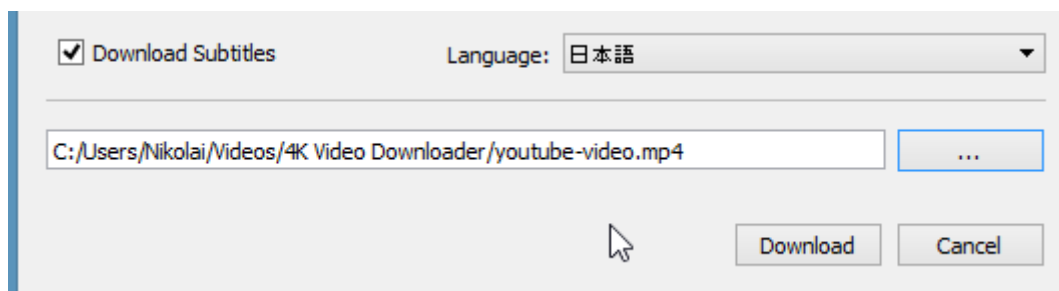 Download Subtitles Language: 日本語
C:/Users/Nikolai/Videos/4K Video Downloader/youtube-video.mp4 ...
Download Cancel